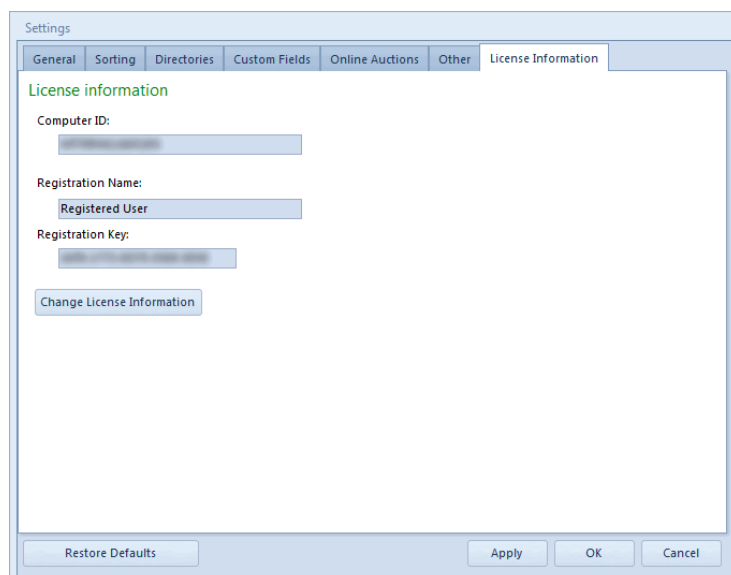 Settings
General Sorting Directories Custom Fields Online Auctions Other License Information
License information
Computer ID:
Registration Name:
Registered User
Registration Key:
Change License Information
Restore Defaults Apply OK Cancel